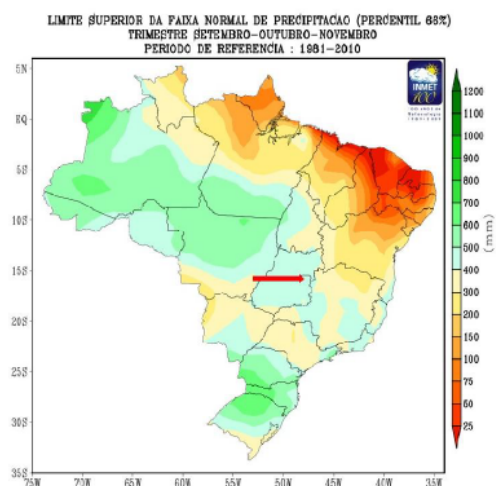 LIMITE SUPERIOR DA FAIXA NORMAL DE PRECIPITACAO (PERCENTIL 68%)
TRIMESTRE SETEMBRO-OUTUBRO-NOVEMBRO
PERIODO DE REFERENCIA : 1981-2010
5N
0
5S
10S
15S
20S
25S
30S
35S
75W 70W 65W 60W 55W 50W 45W 40W 35W
INMET
100
1200
1100
1000
900
800
700
600
500
400
300
200
150
100
75
50
25
(mm)